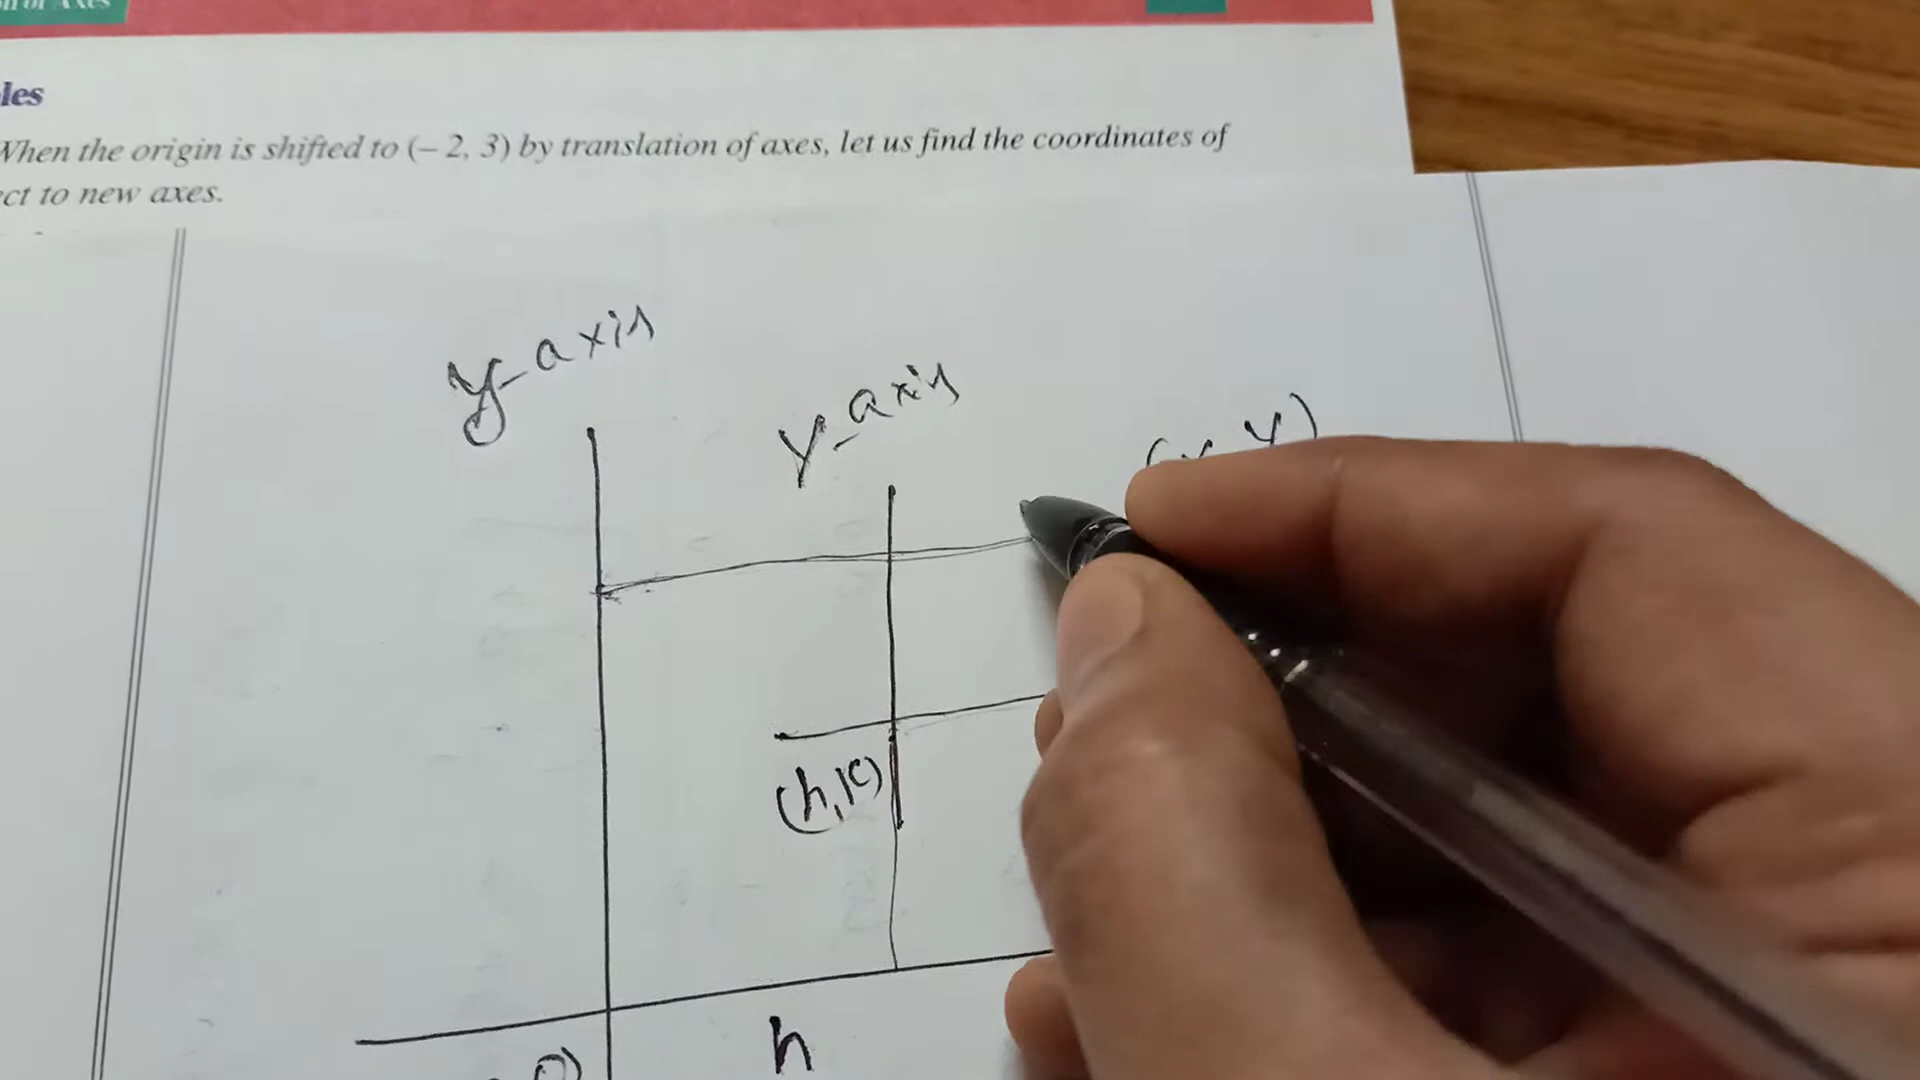 les
When the origin is shifted to (– 2, 3) by translation of axes, let us find the coordinates of
ect to new axes.
y-axis
Y-axis
(x, y)
(h, k)
h